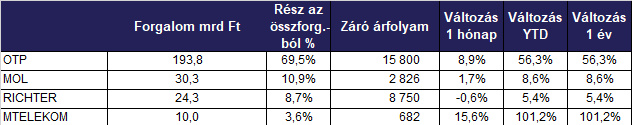 Forgalom mrd Ft | Rész az összforg.-ból % | Záró árfolyam | Változás 1 hónap | Változás YTD | Változás 1 év
OTP 193,8 69,5% 15 800 8,9% 56,3% 56,3%
MOL 30,3 10,9% 2 826 1,7% 8,6% 8,6%
RICHTER 24,3 8,7% 8 750 -0,6% 5,4% 5,4%
MTELEKOM 10,0 3,6% 682 15,6% 101,2% 101,2%